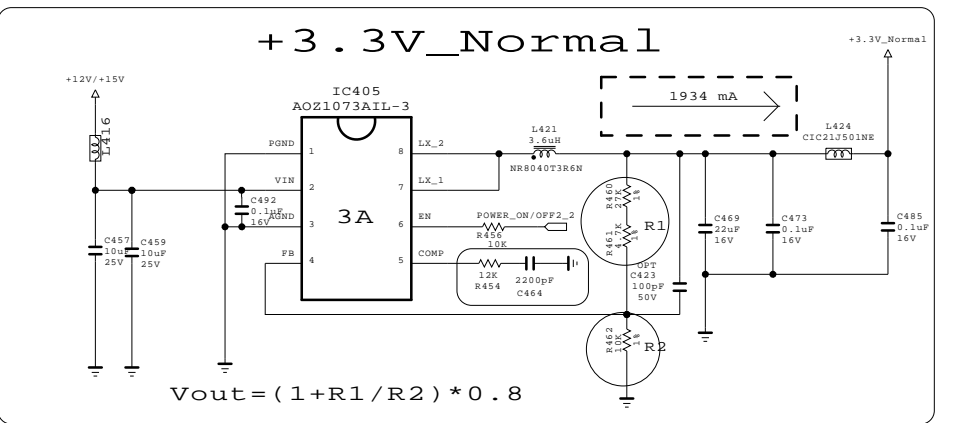 +3.3V_Normal
+3.3V_Normal
+12V/+15V
L416
IC405
AOZ1073AIL-3
1934 mA
L421
3.6uH
NR8040T3R6N
L424
CIC21J501NE
PGND
1
8
LX_2
VIN
2
7
LX_1
AGND
3
6
EN
FB
4
5
COMP
3A
C492
0.1uF
16V
C457
10uF
25V
C459
10uF
25V
POWER_ON/OFF2_2
R456
10K
12K
R454
2200pF
C464
R460
27K
1%
R461
4.7K
1%
R1
OPT
C423
100pF
50V
C469
22uF
16V
C473
0.1uF
16V
C485
0.1uF
16V
R462
10K
1%
R2
Vout=(1+R1/R2)*0.8